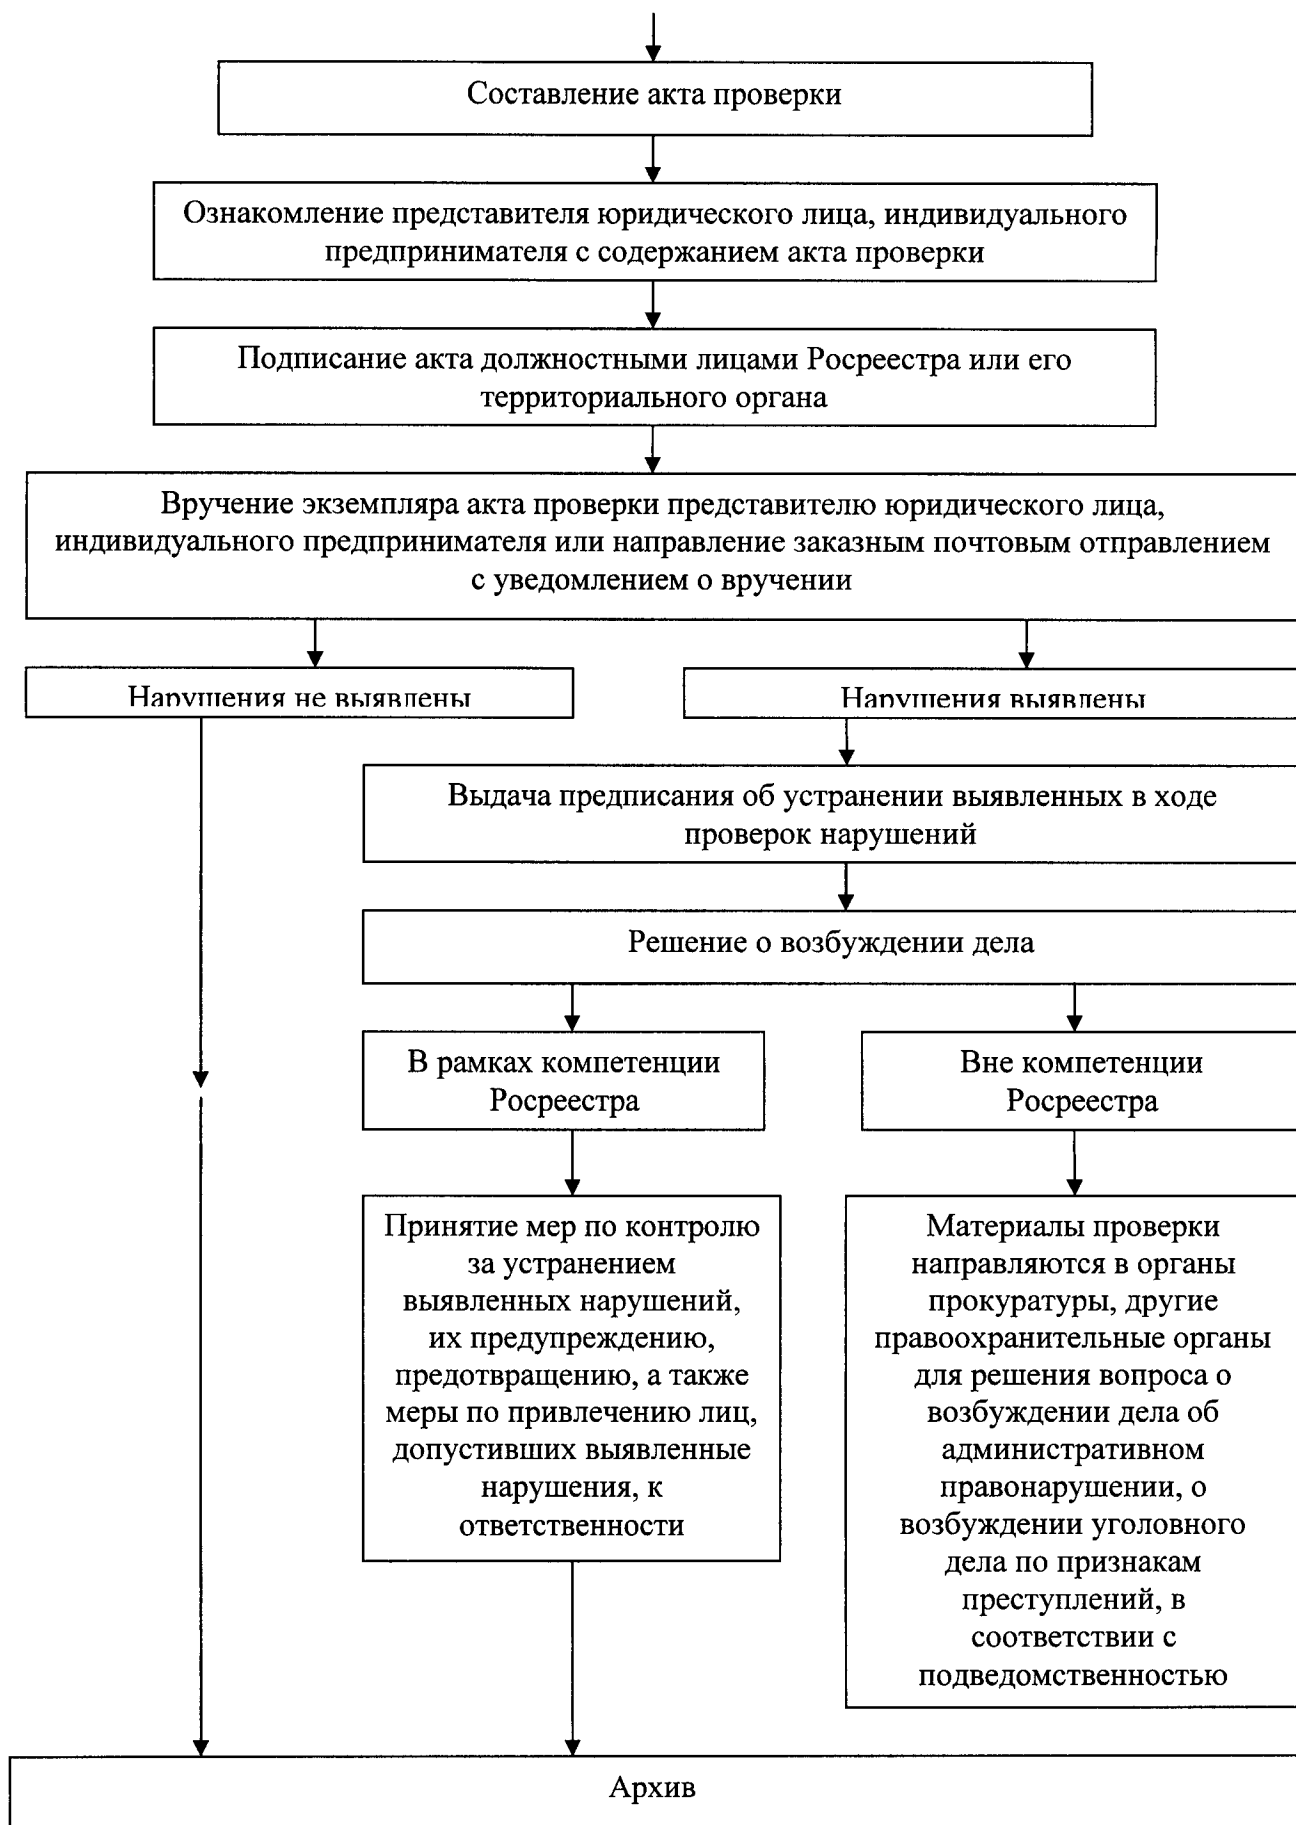 Составление акта проверки
Ознакомление представителя юридического лица, индивидуального
предпринимателя с содержанием акта проверки
Подписание акта должностными лицами Росреестра или его
территориального органа
Вручение экземпляра акта проверки представителю юридического лица,
индивидуального предпринимателя или направление заказным почтовым отправлением
с уведомлением о вручении
Нарушения не выявлены
Нарушения выявлены
Выдача предписания об устранении выявленных в ходе
проверок нарушений
Решение о возбуждении дела
В рамках компетенции
Росреестра
Вне компетенции
Росреестра
Принятие мер по контролю
за устранением
выявленных нарушений,
их предупреждению,
предотвращению, а также
меры по привлечению лиц,
допустивших выявленные
нарушения, к
ответственности
Материалы проверки
направляются в органы
прокуратуры, другие
правоохранительные органы
для решения вопроса о
возбуждении дела об
административном
правонарушении, о
возбуждении уголовного
дела по признакам
преступлений, в
соответствии с
подведомственностью
Архив